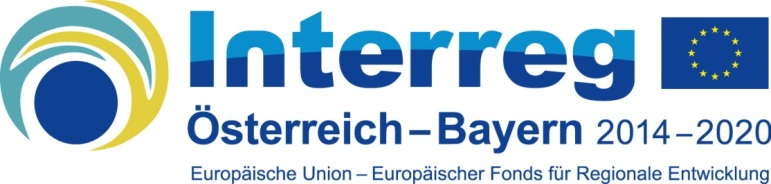 Interreg
Österreich – Bayern 2014 – 2020
Europäische Union – Europäischer Fonds für Regionale Entwicklung